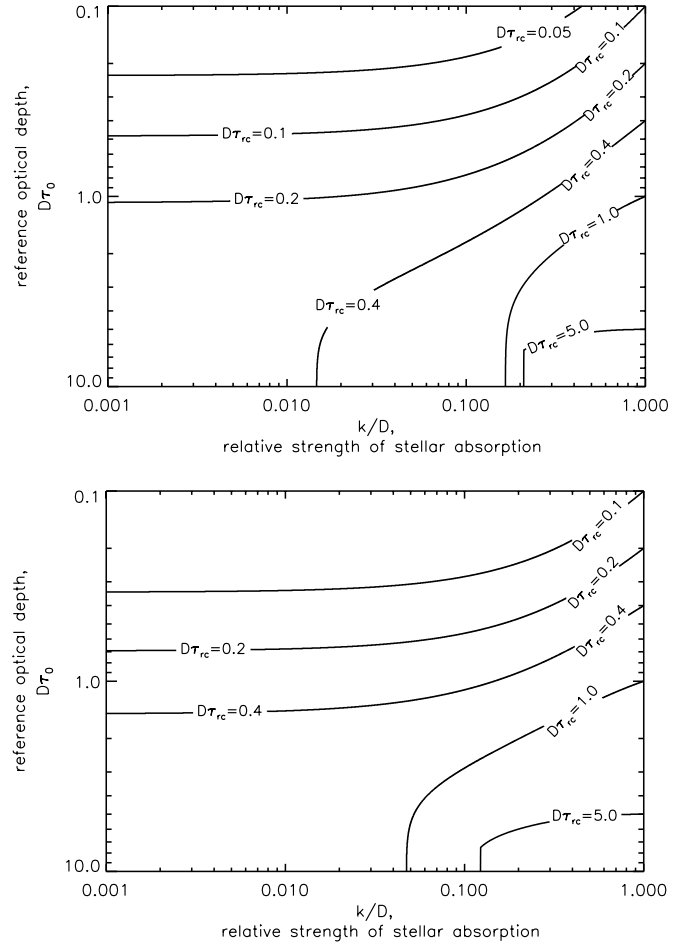 0.1
1.0
10.0
reference optical depth,
Dτ₀
Dτrc=0.05
Dτrc=0.1
Dτrc=0.2
Dτrc=0.4
Dτrc=0.1
Dτrc=0.2
Dτrc=1.0
Dτrc=0.4
Dτrc=5.0
0.001
0.010
0.100
1.000
k/D,
relative strength of stellar absorption
0.1
1.0
10.0
reference optical depth,
Dτ₀
Dτrc=0.1
Dτrc=0.2
Dτrc=0.4
Dτrc=0.2
Dτrc=0.4
Dτrc=1.0
Dτrc=5.0
0.001
0.010
0.100
1.000
k/D,
relative strength of stellar absorption